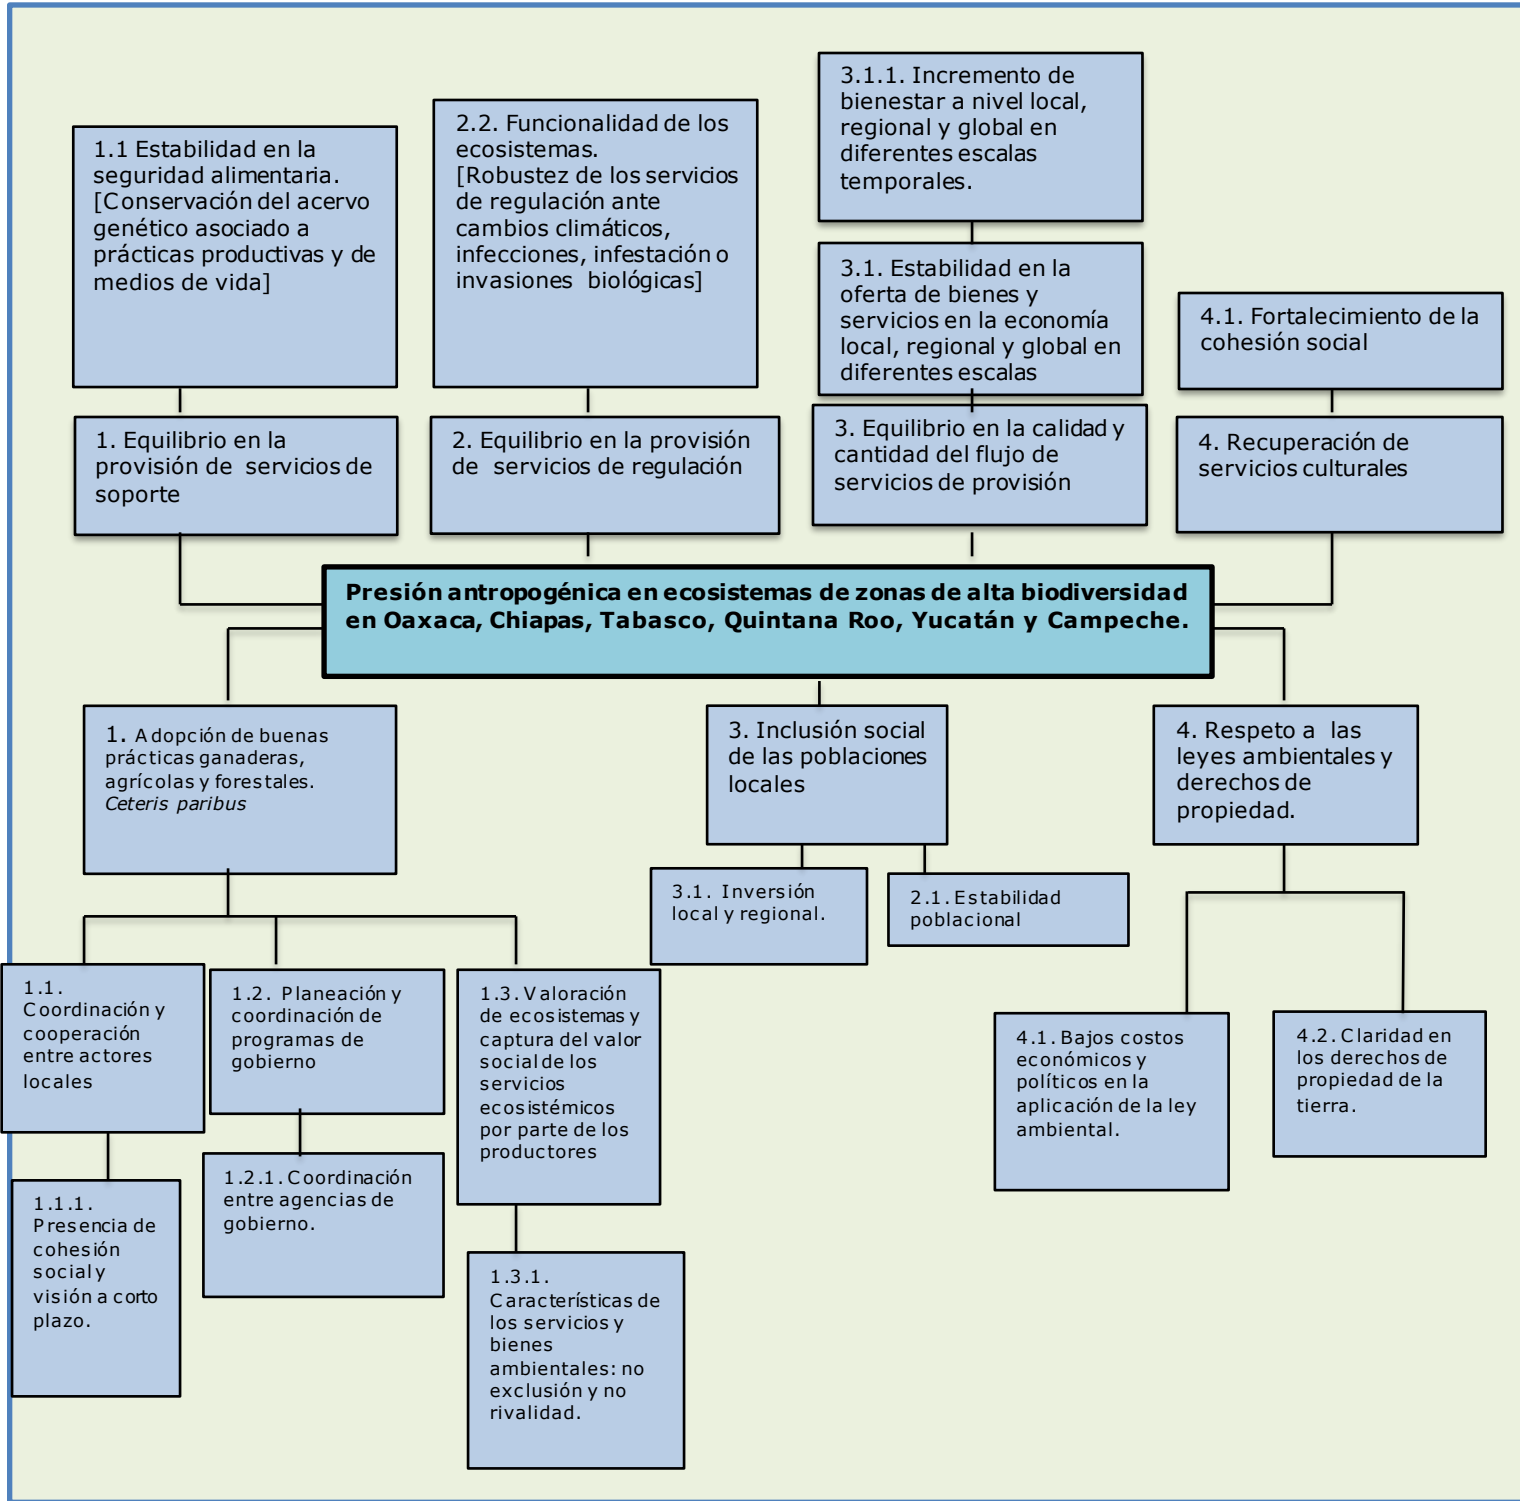 1.1 Estabilidad en la
seguridad alimentaria.
[Conservación del acervo
genético asociado a
prácticas productivas y de
medios de vida]
2.2. Funcionalidad de los
ecosistemas.
[Robustez de los servicios
de regulación ante
cambios climáticos,
infecciones, infestación o
invasiones biológicas]
3.1.1. Incremento de
bienestar a nivel local,
regional y global en
diferentes escalas
temporales.
3.1. Estabilidad en la
oferta de bienes y
servicios en la economía
local, regional y global en
diferentes escalas
4.1. Fortalecimiento de la
cohesión social
1. Equilibrio en la
provisión de servicios de
soporte
2. Equilibrio en la provisión
de servicios de regulación
3. Equilibrio en la calidad y
cantidad del flujo de
servicios de provisión
4. Recuperación de
servicios culturales
Presión antropogénica en ecosistemas de zonas de alta biodiversidad
en Oaxaca, Chiapas, Tabasco, Quintana Roo, Yucatán y Campeche.
1. Adopción de buenas
prácticas ganaderas,
agrícolas y forestales.
Ceteris paribus
3. Inclusión social
de las poblaciones
locales
4. Respeto a las
leyes ambientales y
derechos de
propiedad.
3.1. Inversión
local y regional.
2.1. Estabilidad
poblacional
1.1.
Coordinación y
cooperación
entre actores
locales
1.2. Planeación y
coordinación de
programas de
gobierno
1.3. Valoración
de ecosistemas y
captura del valor
social de los
servicios
ecosistémicos
por parte de los
productores
4.1. Bajos costos
económicos y
políticos en la
aplicación de la ley
ambiental.
4.2. Claridad en
los derechos de
propiedad de la
tierra.
1.1.1.
Presencia de
cohesión
social y
visión a corto
plazo.
1.2.1. Coordinación
entre agencias de
gobierno.
1.3.1.
Características de
los servicios y
bienes
ambientales: no
exclusión y no
rivalidad.